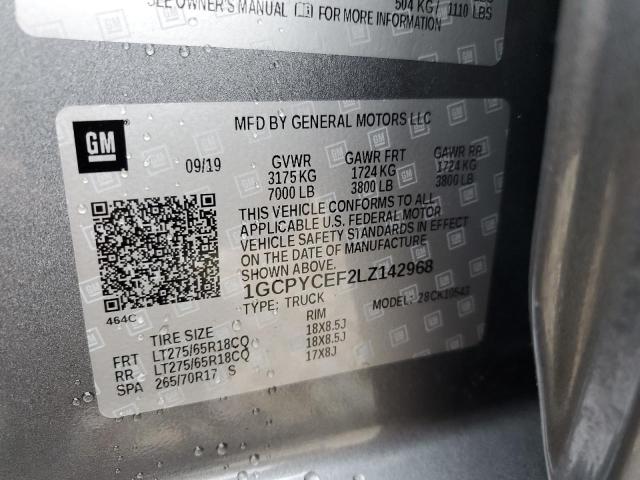 SEE OWNER'S MANUAL FOR MORE INFORMATION
504 KG / 1110 LBS
GM
MFD BY GENERAL MOTORS LLC
09/19 GVWR GAWR FRT GAWR RR
3175 KG 1724 KG 1724 KG
7000 LB 3800 LB 3800 LB
THIS VEHICLE CONFORMS TO ALL
APPLICABLE U.S. FEDERAL MOTOR
VEHICLE SAFETY STANDARDS IN EFFECT
ON THE DATE OF MANUFACTURE
SHOWN ABOVE.
1GCPYCEF2LZ142968
TYPE: TRUCK MODEL: 28CK10543
464C
TIRE SIZE RIM
FRT LT275/65R18CQ 18X8.5J
RR LT275/65R18CQ 18X8.5J
SPA 265/70R17 S 17X8J